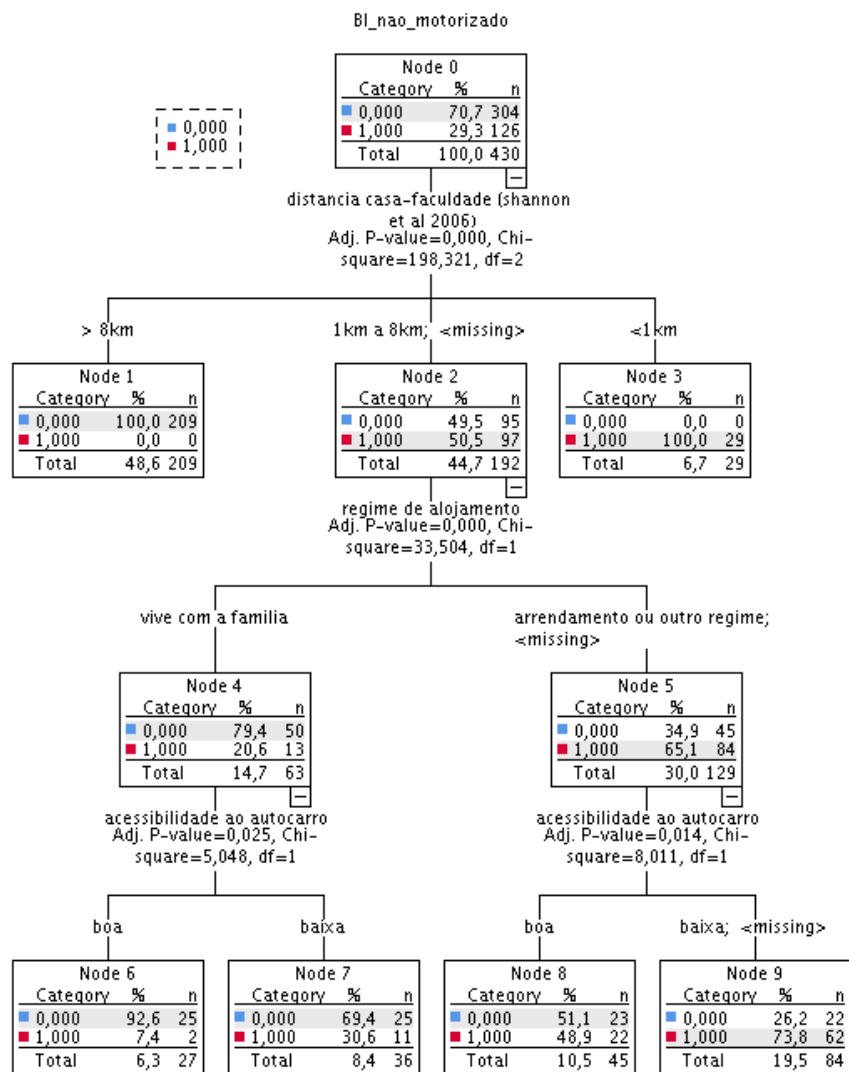 BI_nao_motorizado
Node 0
Category % n
0,000 70,7 304
1,000 29,3 126
Total 100,0 430
0,000
1,000
distancia casa-faculdade (shannon
et al 2006)
Adj. P-value=0,000, Chi-
square=198,321, df=2
> 8km
1km a 8km; <missing>
<1km
Node 1
Category % n
0,000 100,0 209
1,000 0,0 0
Total 48,6 209
Node 2
Category % n
0,000 49,5 95
1,000 50,5 97
Total 44,7 192
Node 3
Category % n
0,000 0,0 0
1,000 100,0 29
Total 6,7 29
regime de alojamento
Adj. P-value=0,000, Chi-
square=33,504, df=1
vive com a familia
arrendamento ou outro regime;
<missing>
Node 4
Category % n
0,000 79,4 50
1,000 20,6 13
Total 14,7 63
Node 5
Category % n
0,000 34,9 45
1,000 65,1 84
Total 30,0 129
acessibilidade ao autocarro
Adj. P-value=0,025, Chi-
square=5,048, df=1
acessibilidade ao autocarro
Adj. P-value=0,014, Chi-
square=8,011, df=1
boa
baixa
boa
baixa; <missing>
Node 6
Category % n
0,000 92,6 25
1,000 7,4 2
Total 6,3 27
Node 7
Category % n
0,000 69,4 25
1,000 30,6 11
Total 8,4 36
Node 8
Category % n
0,000 51,1 23
1,000 48,9 22
Total 10,5 45
Node 9
Category % n
0,000 26,2 22
1,000 73,8 62
Total 19,5 84